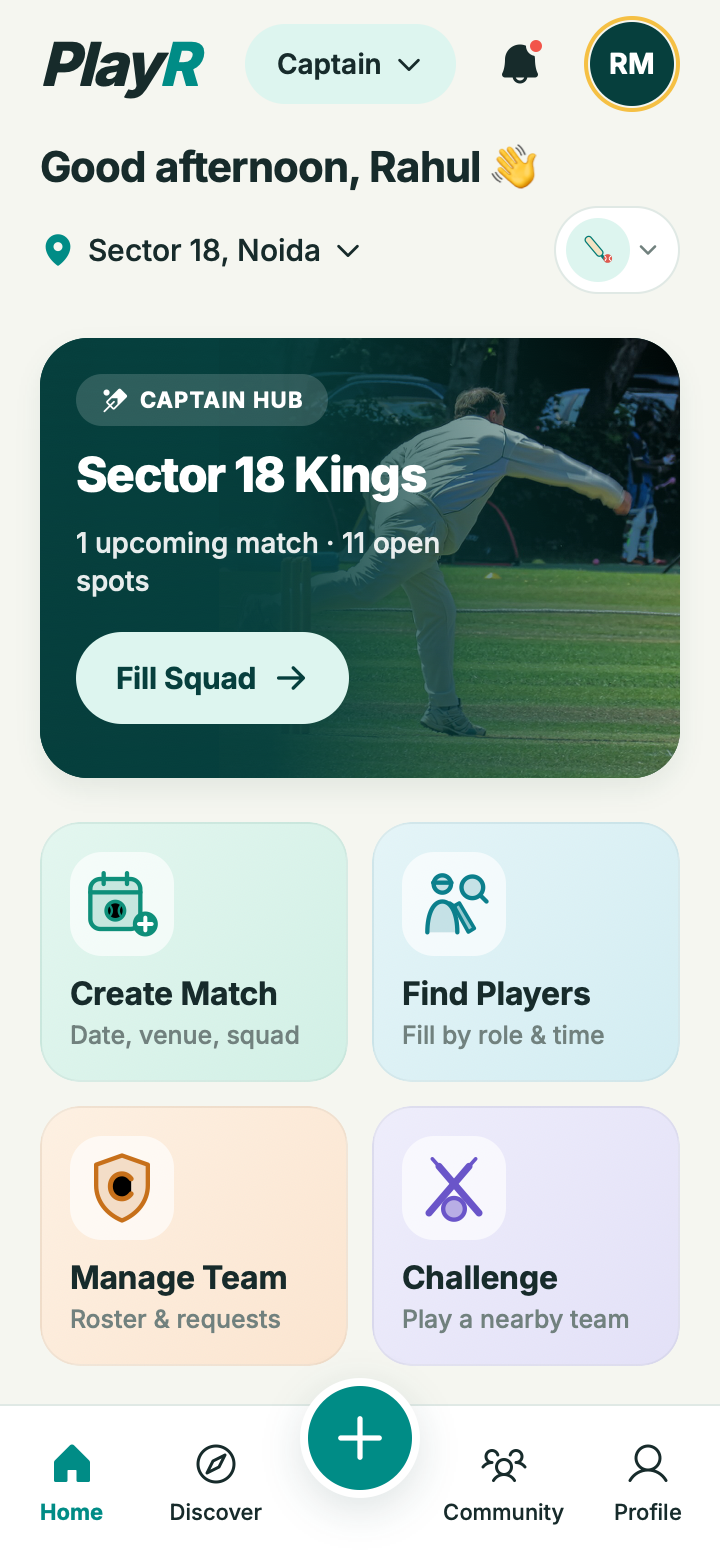 PlayR
Captain
RM
Good afternoon, Rahul 👋
Sector 18, Noida
CAPTAIN HUB
Sector 18 Kings
1 upcoming match · 11 open
spots
Fill Squad
Create Match
Date, venue, squad
Find Players
Fill by role & time
Manage Team
Roster & requests
Challenge
Play a nearby team
Home
Discover
Community
Profile